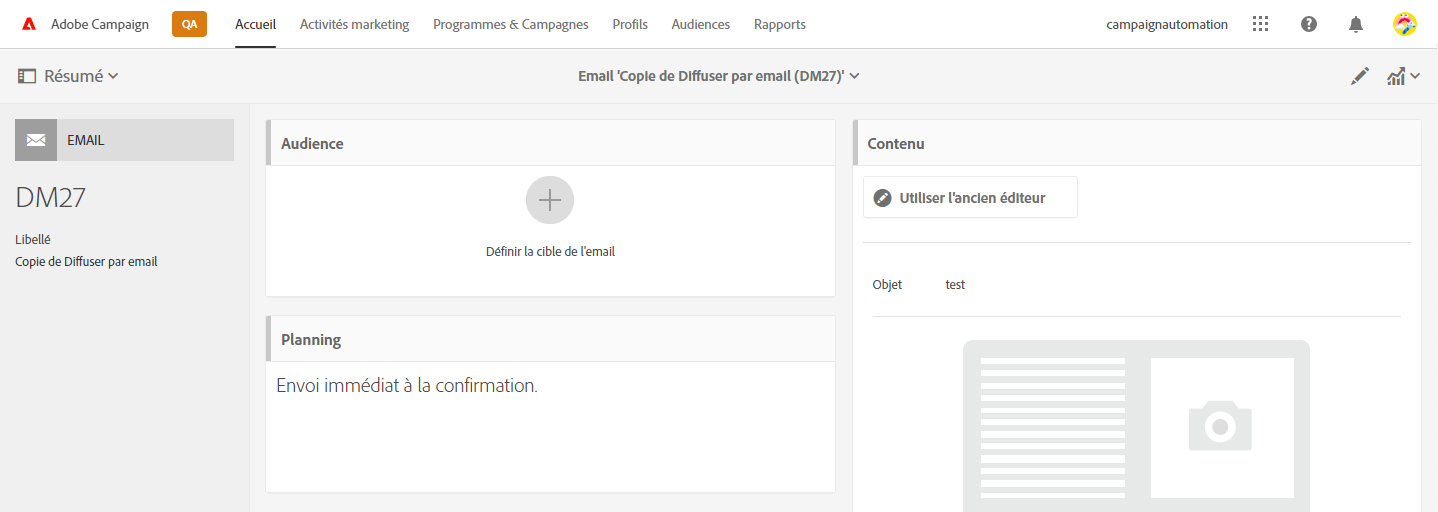 Adobe Campaign QA Accueil Activités marketing Programmes & Campagnes Profils Audiences Rapports campaignautomation
Résumé Email 'Copie de Diffuser par email (DM27)'
EMAIL
DM27
Libellé
Copie de Diffuser par email
Audience
Définir la cible de l'email
Planning
Envoi immédiat à la confirmation.
Contenu
Utiliser l'ancien éditeur
Objet test